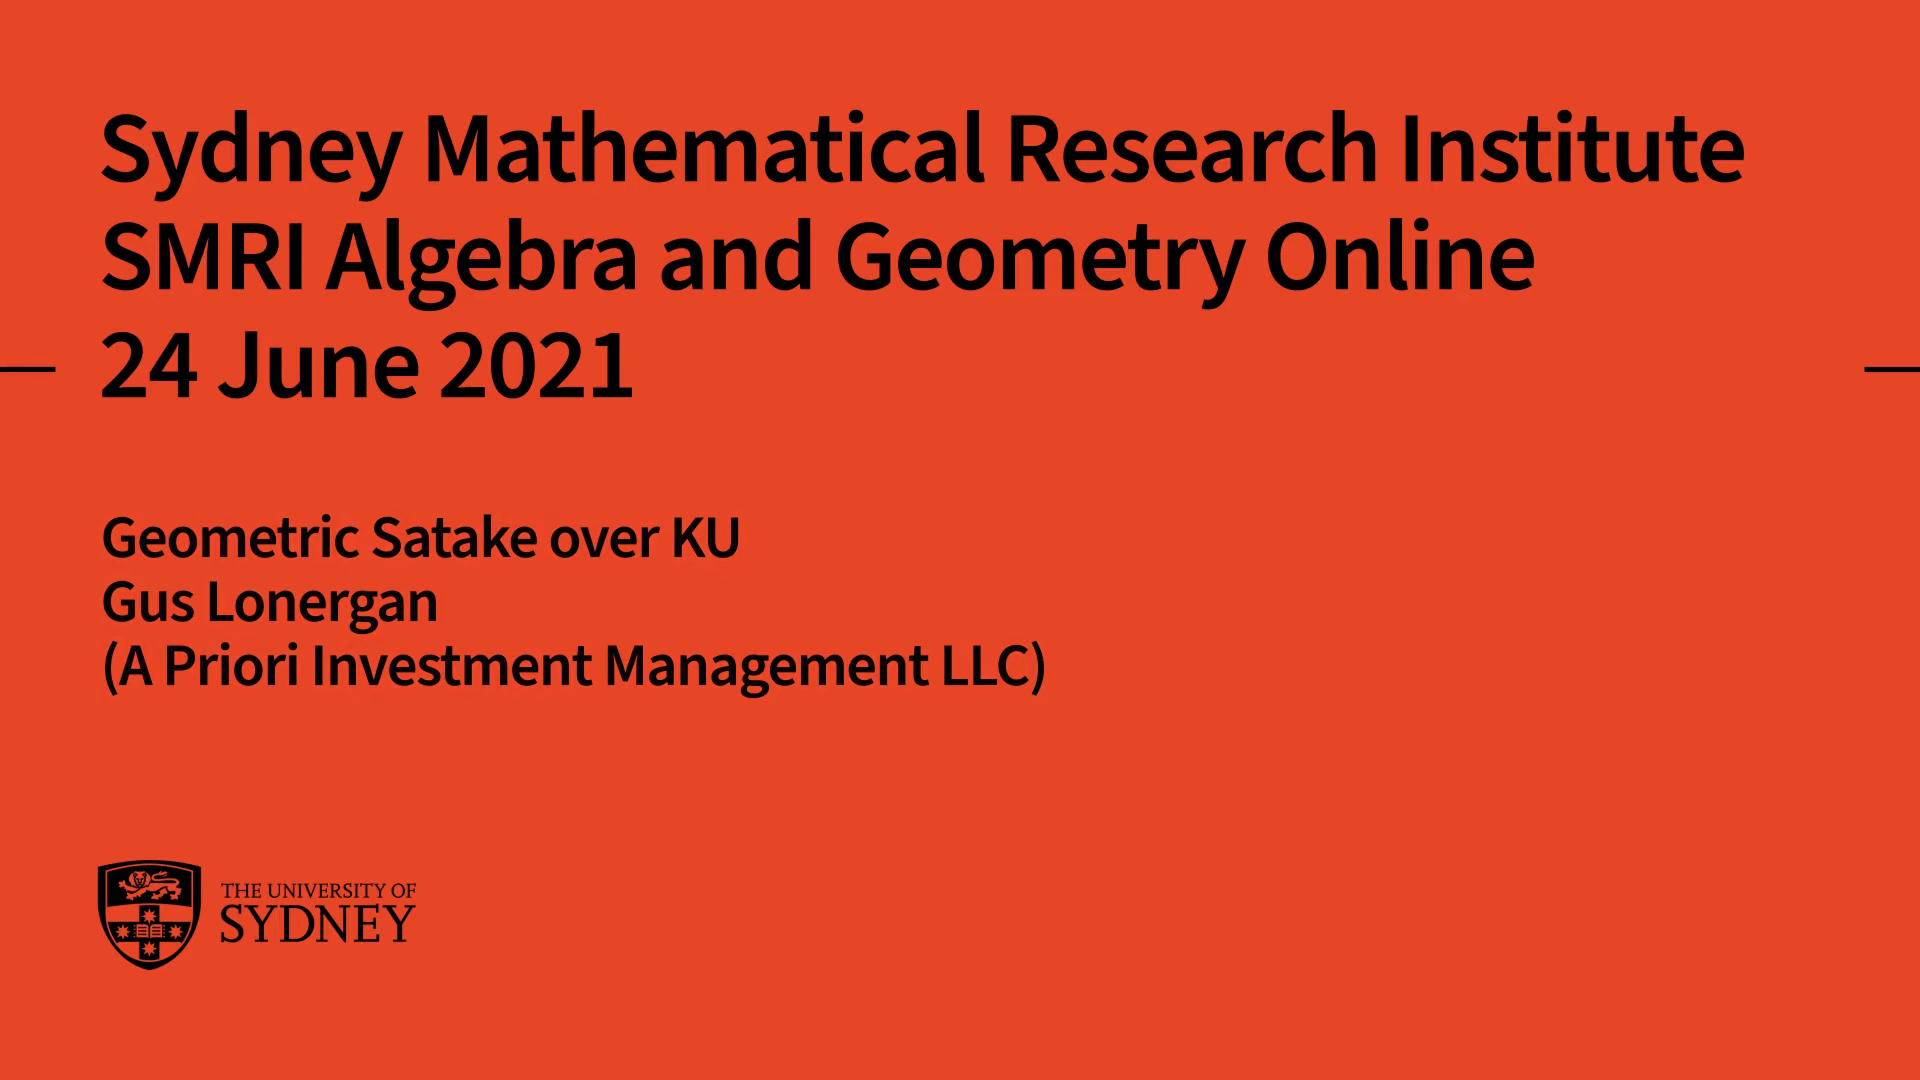 Sydney Mathematical Research Institute
SMRI Algebra and Geometry Online
24 June 2021
Geometric Satake over KU
Gus Lonergan
(A Priori Investment Management LLC)
THE UNIVERSITY OF
SYDNEY